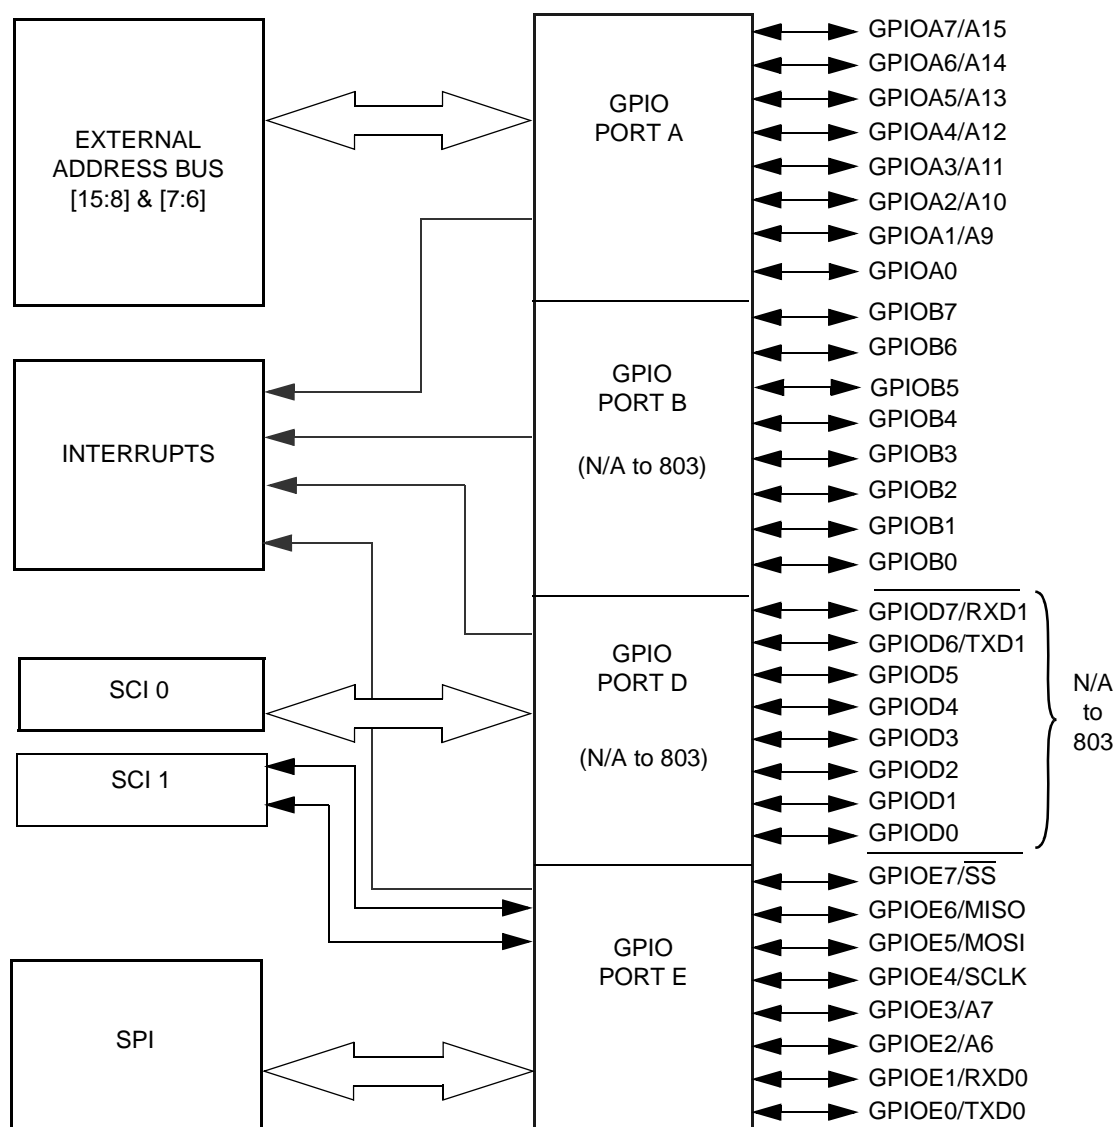 EXTERNAL
ADDRESS BUS
[15:8] & [7:6]
INTERRUPTS
SCI 0
SCI 1
SPI
GPIO
PORT A
GPIO
PORT B
(N/A to 803)
GPIO
PORT D
(N/A to 803)
GPIO
PORT E
GPIOA7/A15
GPIOA6/A14
GPIOA5/A13
GPIOA4/A12
GPIOA3/A11
GPIOA2/A10
GPIOA1/A9
GPIOA0
GPIOB7
GPIOB6
GPIOB5
GPIOB4
GPIOB3
GPIOB2
GPIOB1
GPIOB0
GPIOD7/RXD1
GPIOD6/TXD1
GPIOD5
GPIOD4
GPIOD3
GPIOD2
GPIOD1
GPIOD0
N/A
to
803
GPIOE7/S̅S̅
GPIOE6/MISO
GPIOE5/MOSI
GPIOE4/SCLK
GPIOE3/A7
GPIOE2/A6
GPIOE1/RXD0
GPIOE0/TXD0